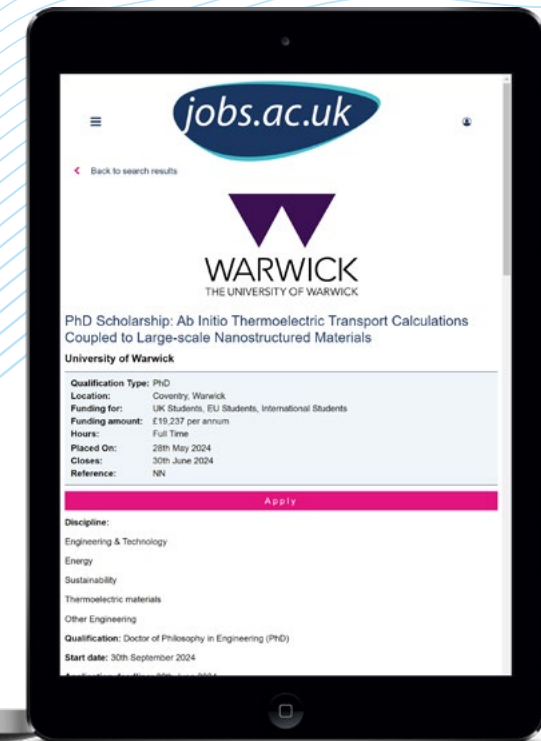 jobs.ac.uk
Back to search results
WARWICK
THE UNIVERSITY OF WARWICK
PhD Scholarship: Ab Initio Thermoelectric Transport Calculations
Coupled to Large-scale Nanostructured Materials
University of Warwick
Qualification Type: PhD
Location: Coventry, Warwick
Funding for: UK Students, EU Students, International Students
Funding amount: £19,237 per annum
Hours: Full Time
Placed On: 28th May 2024
Closes: 30th June 2024
Reference: NN
Apply
Discipline:
Engineering & Technology
Energy
Sustainability
Thermoelectric materials
Other Engineering
Qualification: Doctor of Philosophy in Engineering (PhD)
Start date: 30th September 2024